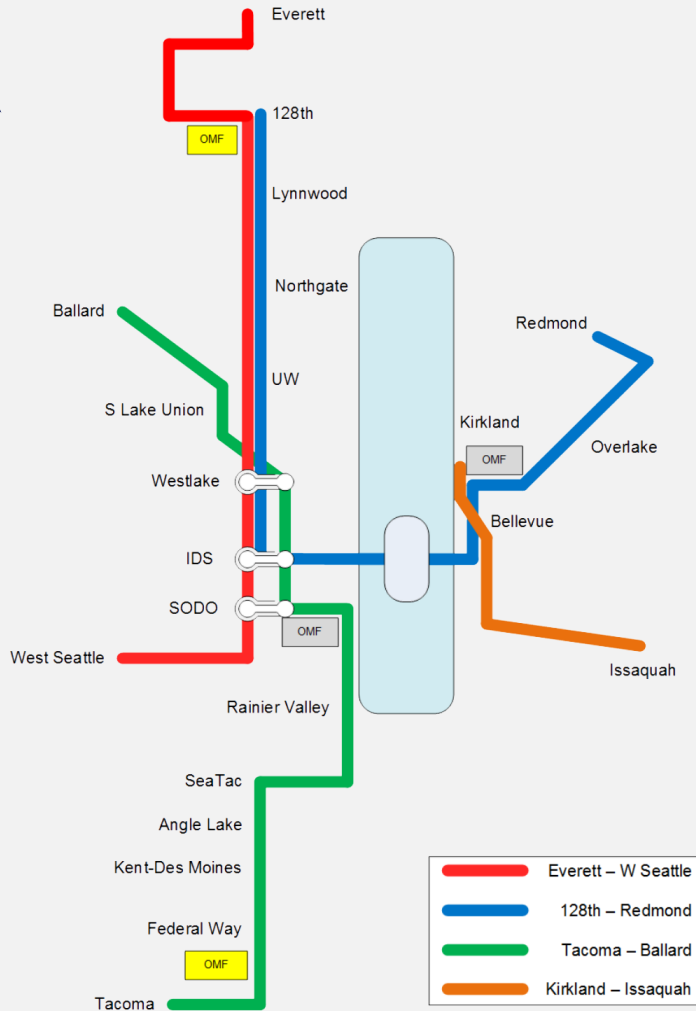 Everett
128th
OMF
Lynnwood
Northgate
Ballard
Redmond
UW
S Lake Union
Kirkland
Overlake
OMF
Westlake
Bellevue
IDS
SODO
OMF
West Seattle
Issaquah
Rainier Valley
SeaTac
Angle Lake
Kent-Des Moines
Federal Way
OMF
Tacoma
Everett – W Seattle
128th – Redmond
Tacoma – Ballard
Kirkland – Issaquah